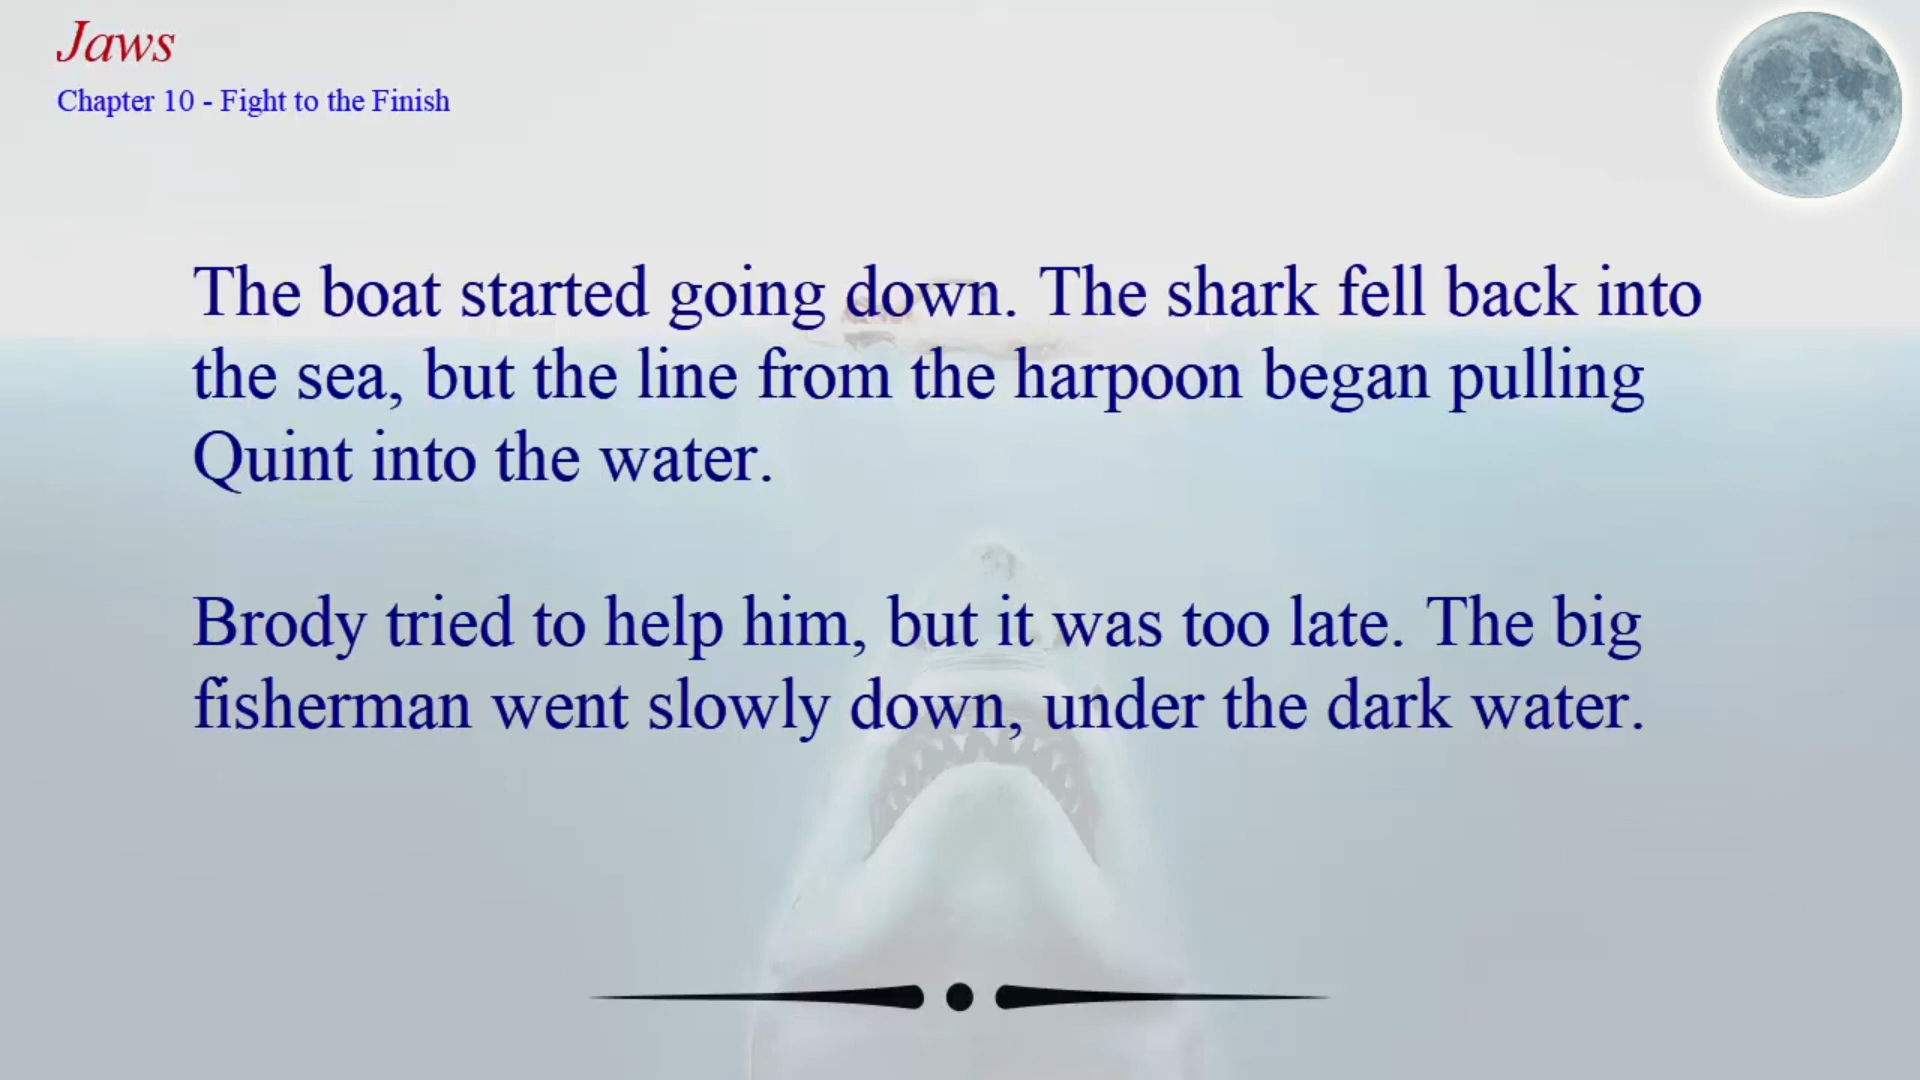 Jaws
Chapter 10 - Fight to the Finish
The boat started going down. The shark fell back into
the sea, but the line from the harpoon began pulling
Quint into the water.
Brody tried to help him, but it was too late. The big
fisherman went slowly down, under the dark water.